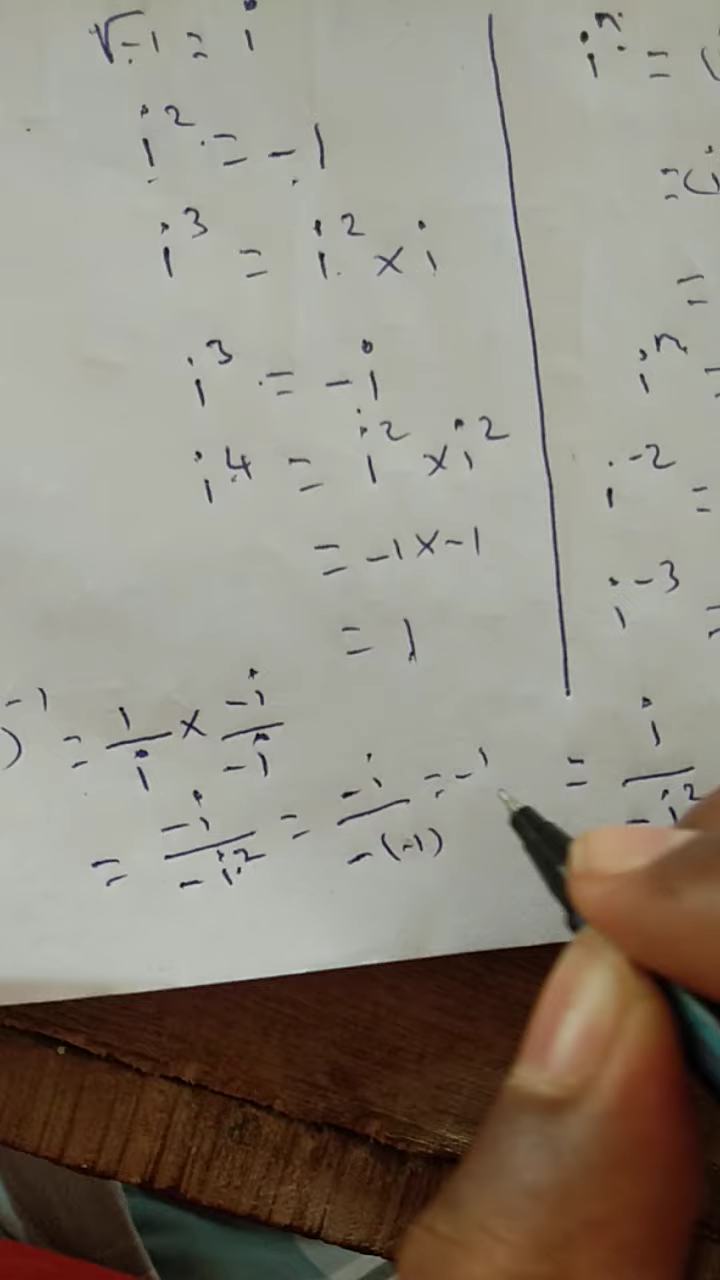 √-1 = i
i² = -1
i³ = i² × i
i³ = -i
i⁴ = i² × i²
= -1 × -1
= 1
)⁻¹ = 1/i × -i/-i
= -i/-i² = -i/-(-1) = -1
iⁿ = (
= (i
=
iⁿ =
i⁻² =
i⁻³ =
= i/-i²